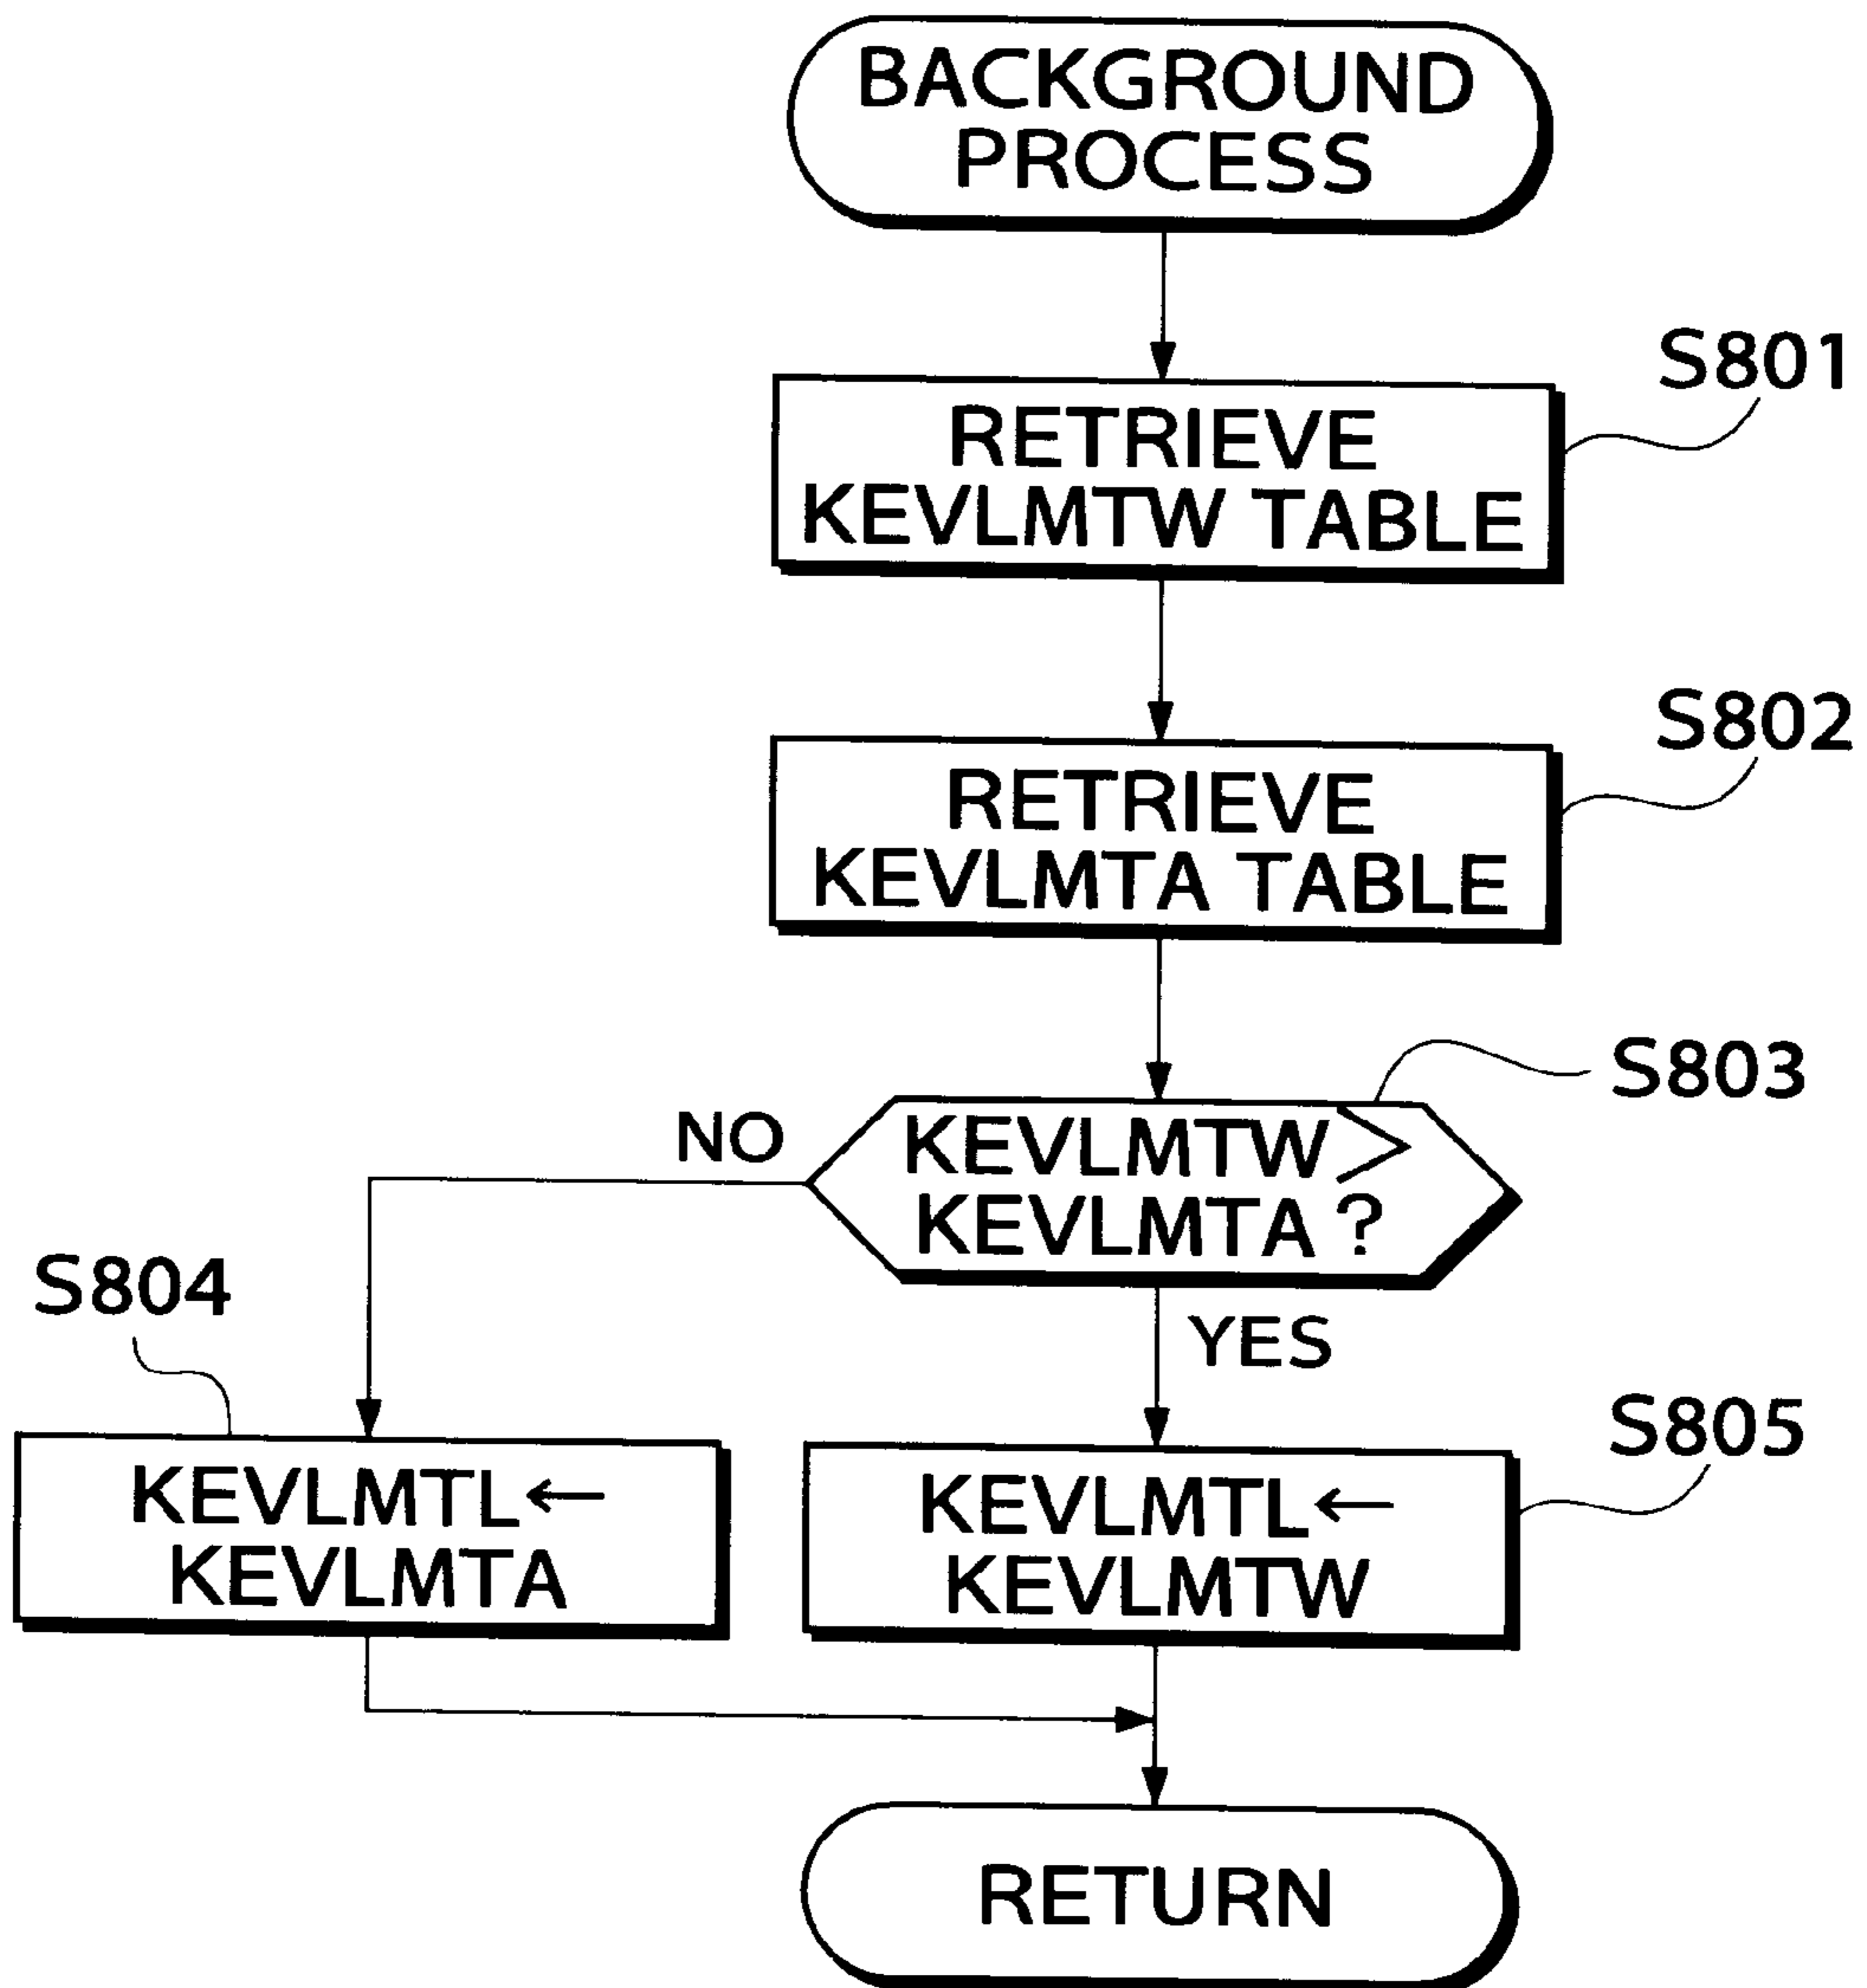 BACKGROUND
PROCESS
S801
RETRIEVE
KEVLMTW TABLE
S802
RETRIEVE
KEVLMTA TABLE
S803
KEVLMTW>
KEVLMTA?
NO
YES
S804
KEVLMTL←
KEVLMTA
S805
KEVLMTL←
KEVLMTW
RETURN